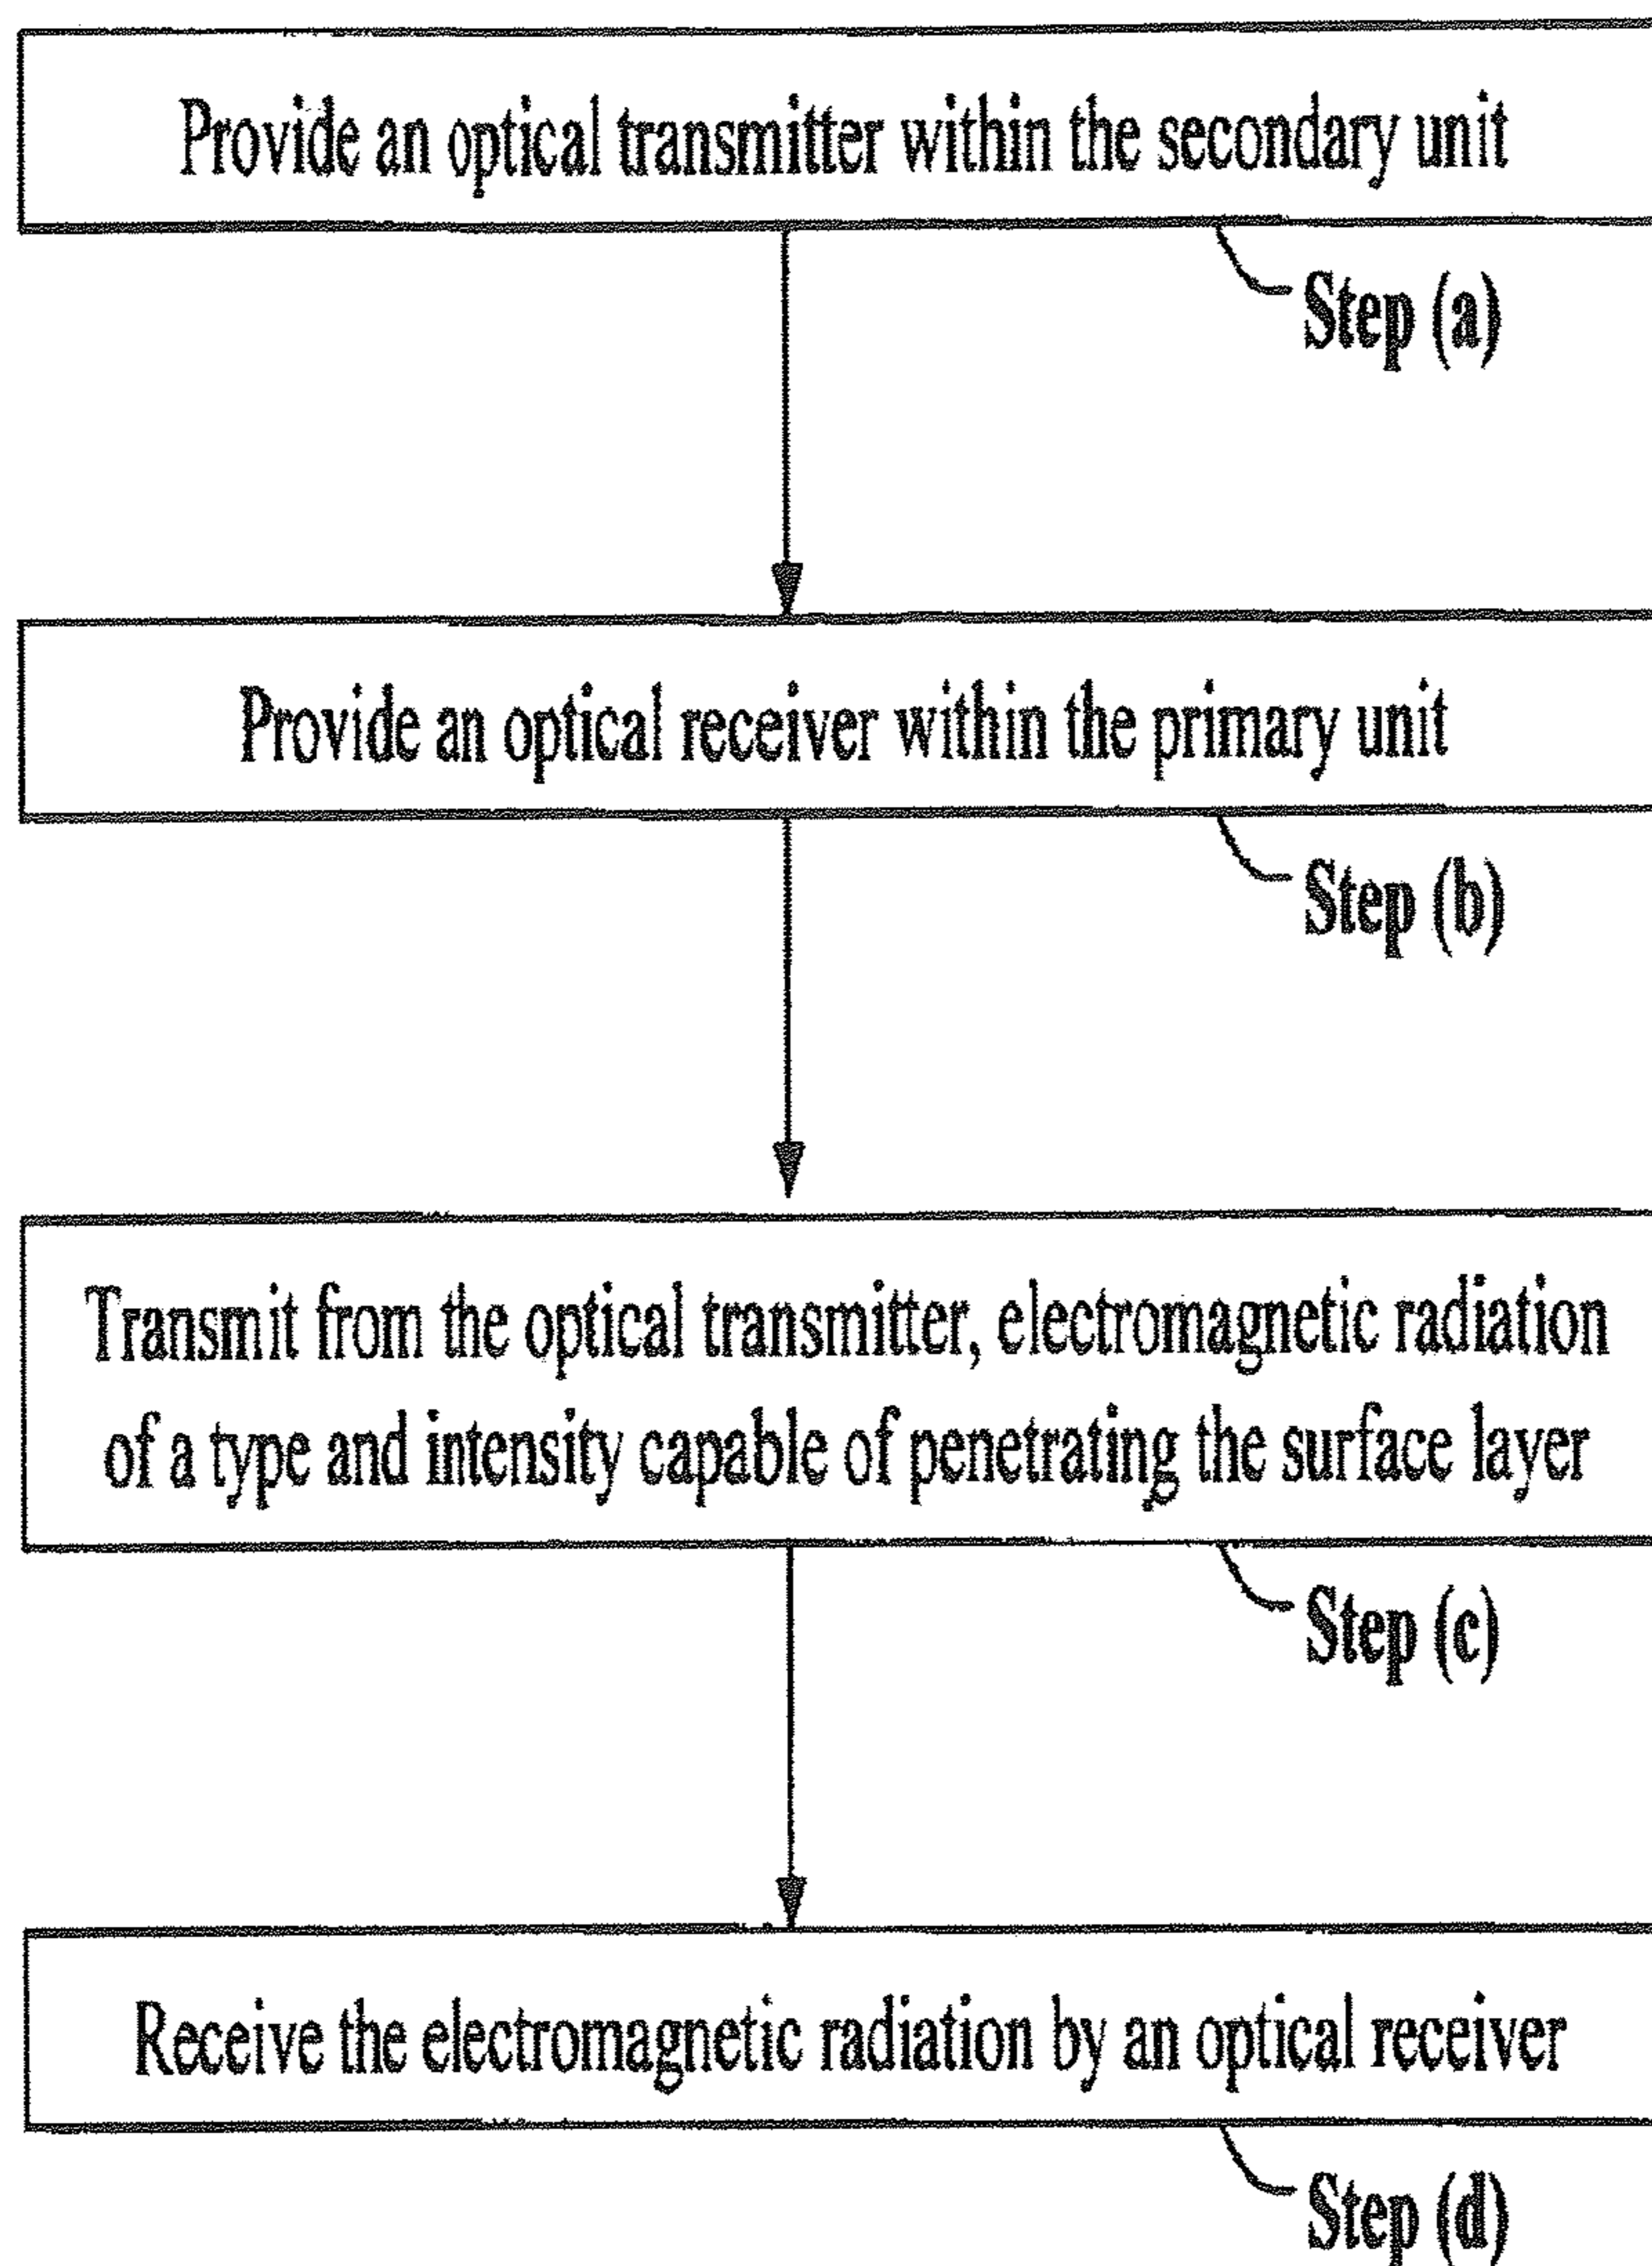 Provide an optical transmitter within the secondary unit
Step (a)
Provide an optical receiver within the primary unit
Step (b)
Transmit from the optical transmitter, electromagnetic radiation
of a type and intensity capable of penetrating the surface layer
Step (c)
Receive the electromagnetic radiation by an optical receiver
Step (d)